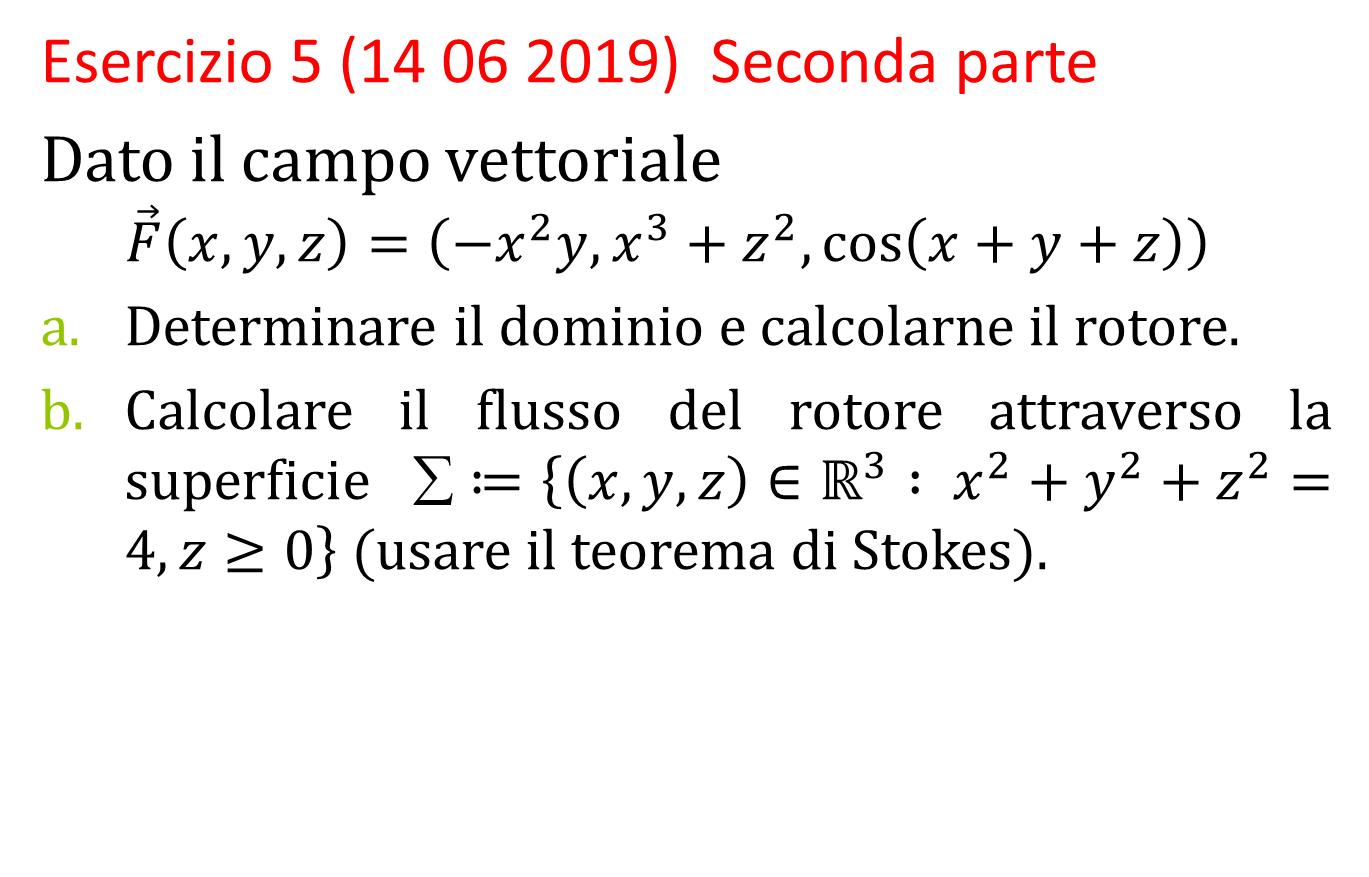 Esercizio 5 (14 06 2019) Seconda parte
Dato il campo vettoriale
F⃗(x, y, z) = (−x²y, x³ + z², cos(x + y + z))
a. Determinare il dominio e calcolarne il rotore.
b. Calcolare il flusso del rotore attraverso la
superficie ∑ ≔ {(x, y, z) ∈ ℝ³ : x² + y² + z² =
4, z ≥ 0} (usare il teorema di Stokes).